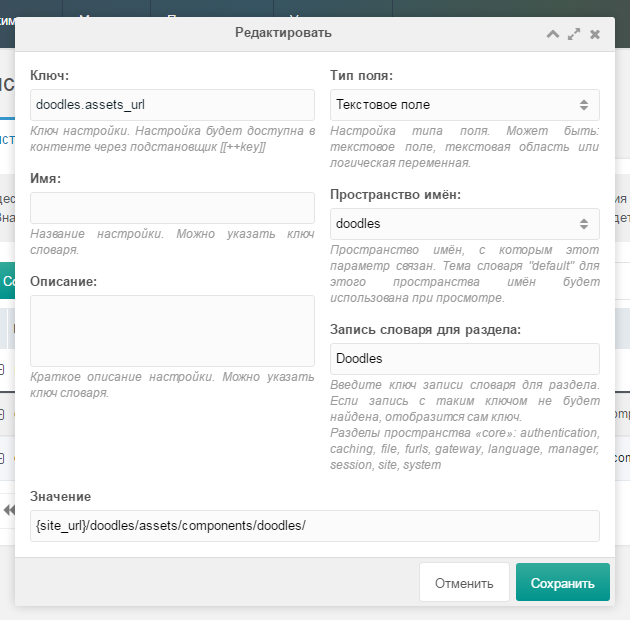 Редактировать
Ключ:
doodles.assets_url
Ключ настройки. Настройка будет доступна в
контенте через подстановщик [[++key]]
Имя:
Название настройки. Можно указать ключ
словаря.
Описание:
Краткое описание настройки. Можно указать
ключ словаря.
Тип поля:
Текстовое поле
Настройка типа поля. Может быть:
текстовое поле, текстовая область или
логическая переменная.
Пространство имён:
doodles
Пространство имён, с которым этот
параметр связан. Тема словаря "default" для
этого пространства имён будет
использована при просмотре.
Запись словаря для раздела:
Doodles
Введите ключ записи словаря для раздела.
Если запись с таким ключом не будет
найдена, отобразится сам ключ.
Разделы пространства «core»: authentication,
caching, file, furls, gateway, language, manager,
session, site, system
Значение
{site_url}/doodles/assets/components/doodles/
Отменить
Сохранить